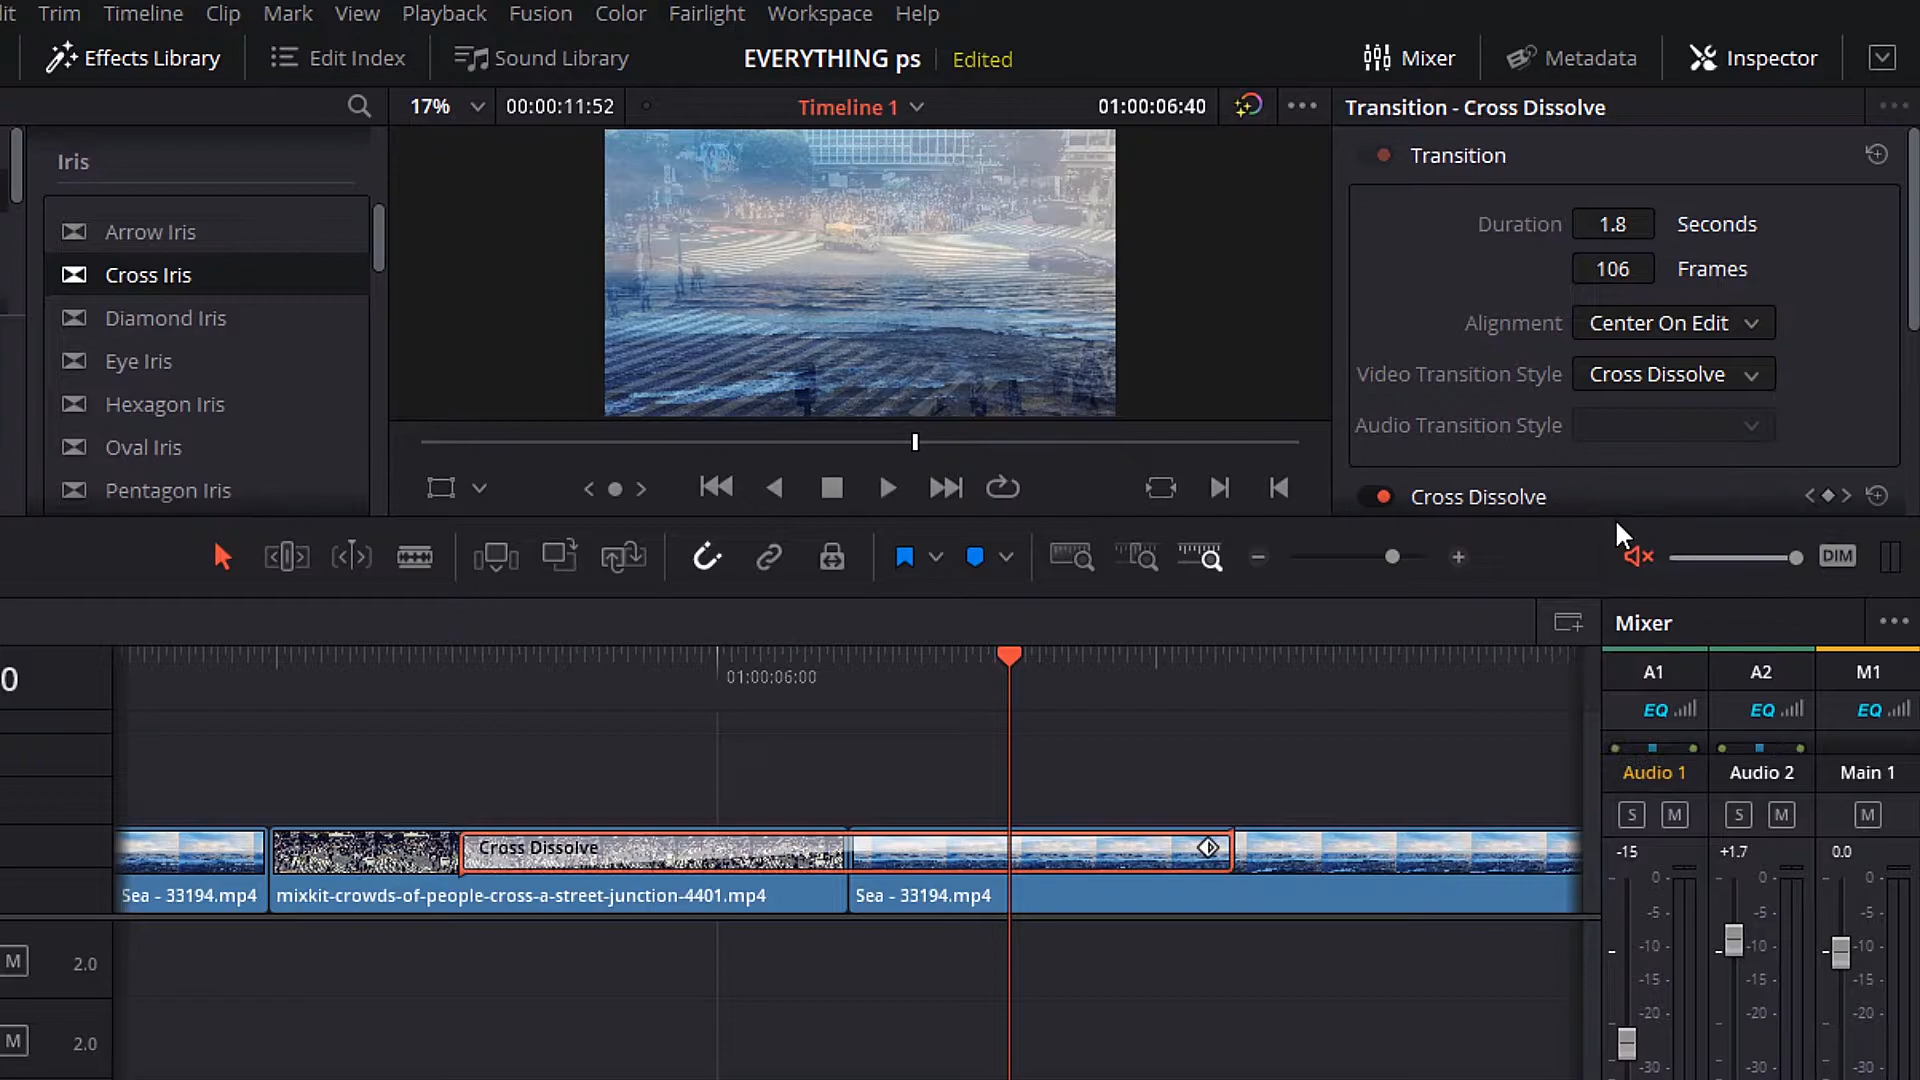 Trim Timeline Clip Mark View Playback Fusion Color Fairlight Workspace Help
Effects Library Edit Index Sound Library EVERYTHING ps Edited Mixer Metadata Inspector
17% 00:00:11:52 Timeline 1 01:00:06:40 Transition - Cross Dissolve
Iris
Arrow Iris
Cross Iris
Diamond Iris
Eye Iris
Hexagon Iris
Oval Iris
Pentagon Iris
Transition
Duration 1.8 Seconds
106 Frames
Alignment Center On Edit
Video Transition Style Cross Dissolve
Audio Transition Style
Cross Dissolve
DIM
01:00:06:00
Cross Dissolve
Sea - 33194.mp4 mixkit-crowds-of-people-cross-a-street-junction-4401.mp4 Sea - 33194.mp4
M 2.0
M 2.0
Mixer
A1 A2 M1
EQ EQ EQ
Audio 1 Audio 2 Main 1
S M S M M
-15 +1.7 0.0
0- 0- 0-
-5- -5- -5-
-10- -10- -10-
-15- -15- -15-
-20- -20- -20-
-30- -30- -30-